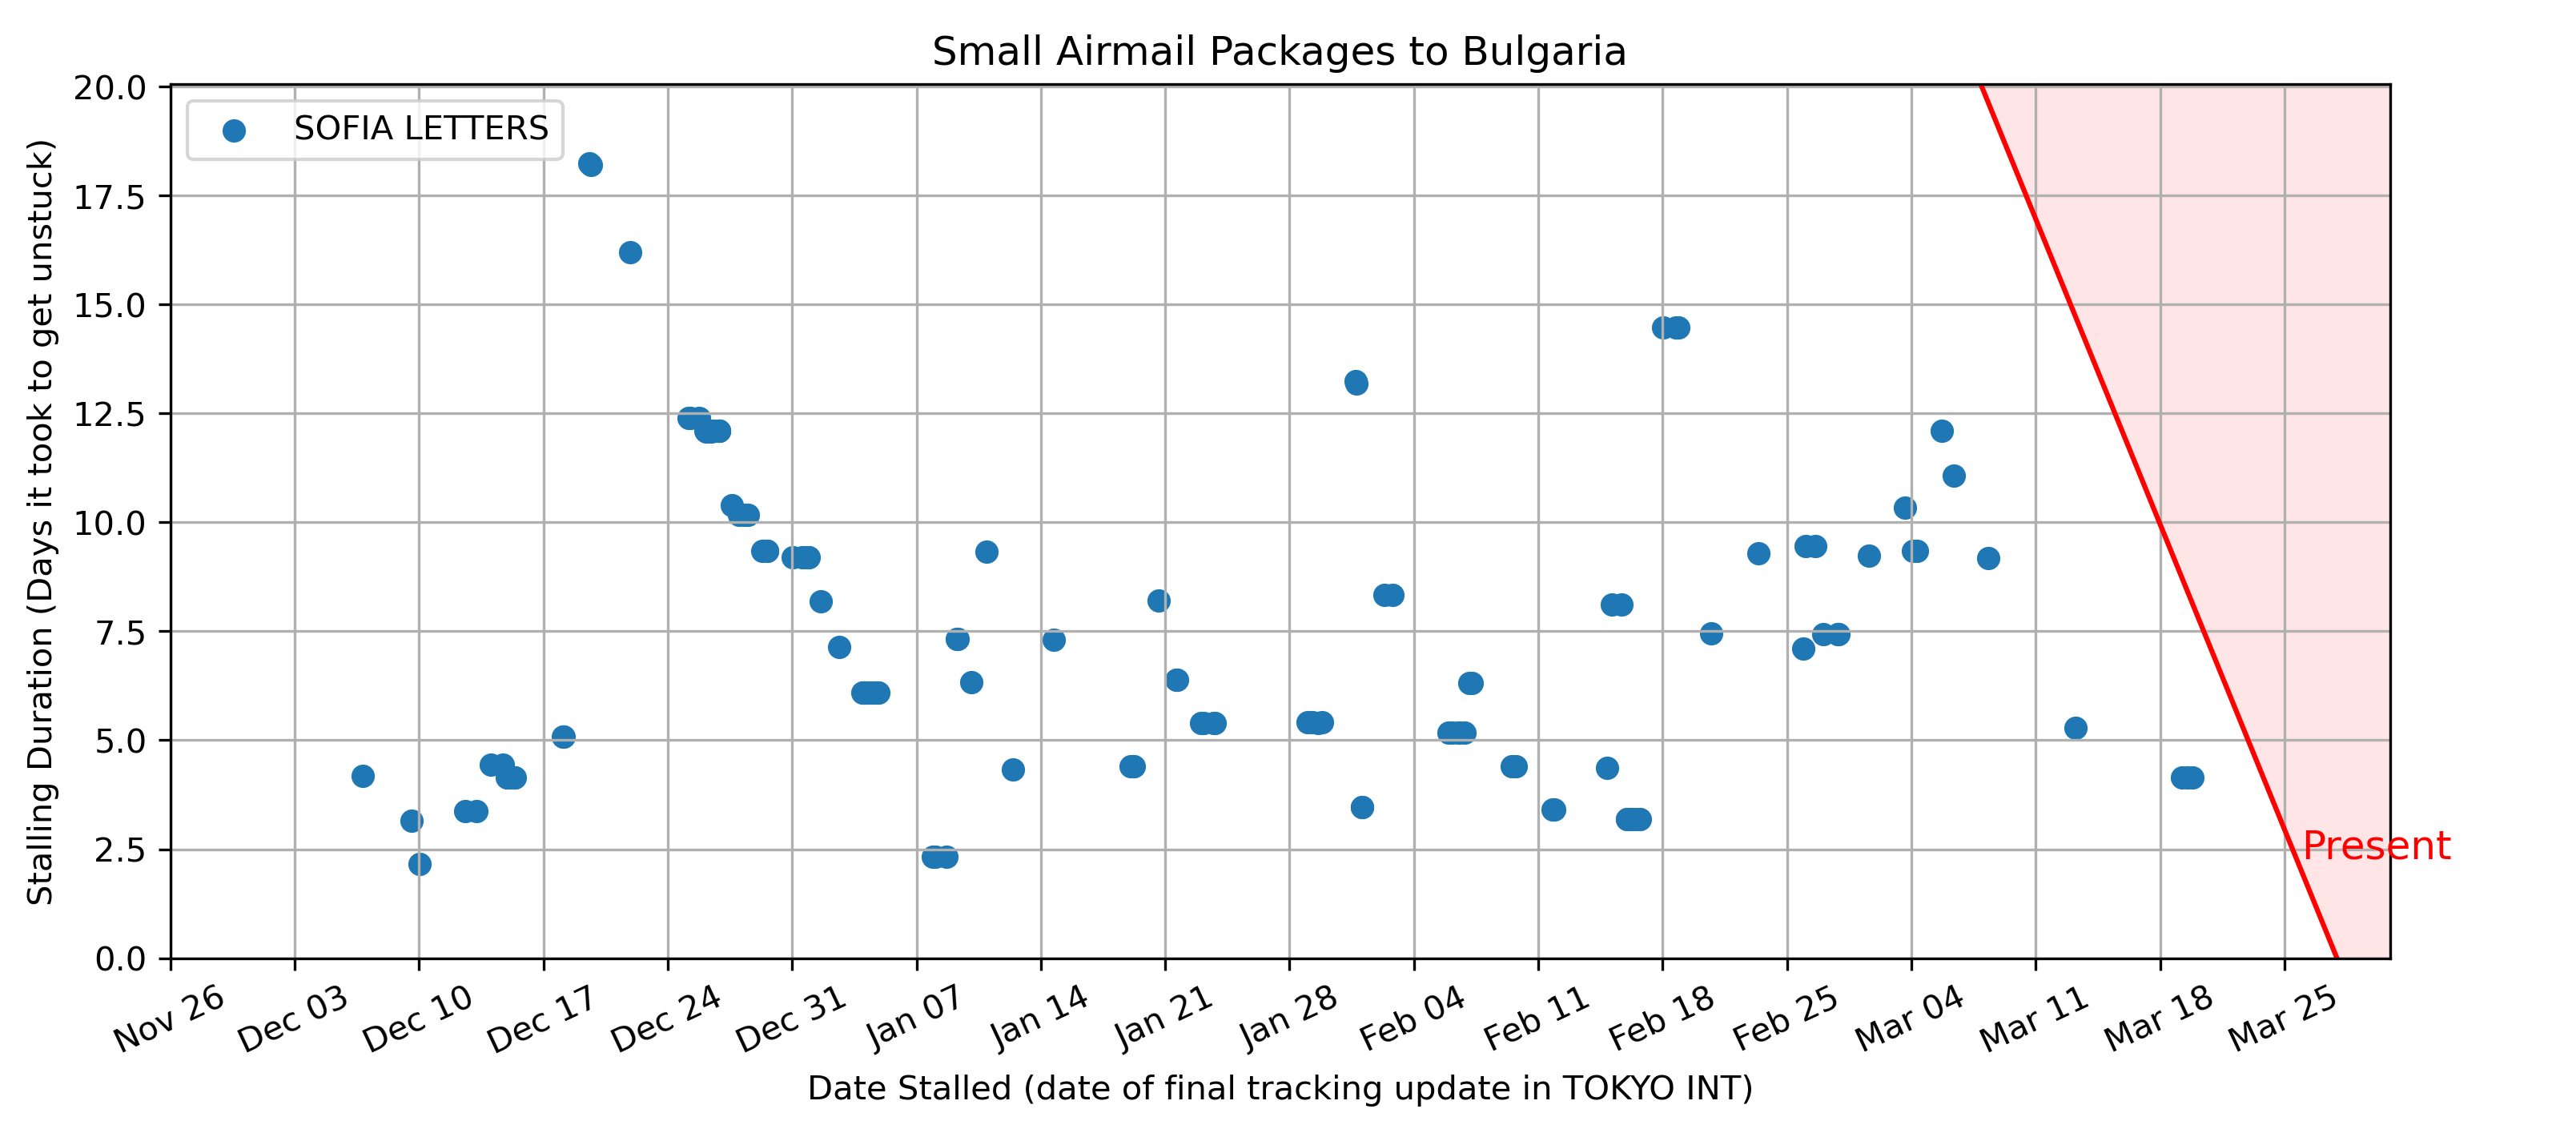 Small Airmail Packages to Bulgaria
SOFIA LETTERS
Stalling Duration (Days it took to get unstuck)
20.0
17.5
15.0
12.5
10.0
7.5
5.0
2.5
0.0
Present
Nov 26
Dec 03
Dec 10
Dec 17
Dec 24
Dec 31
Jan 07
Jan 14
Jan 21
Jan 28
Feb 04
Feb 11
Feb 18
Feb 25
Mar 04
Mar 11
Mar 18
Mar 25
Date Stalled (date of final tracking update in TOKYO INT)